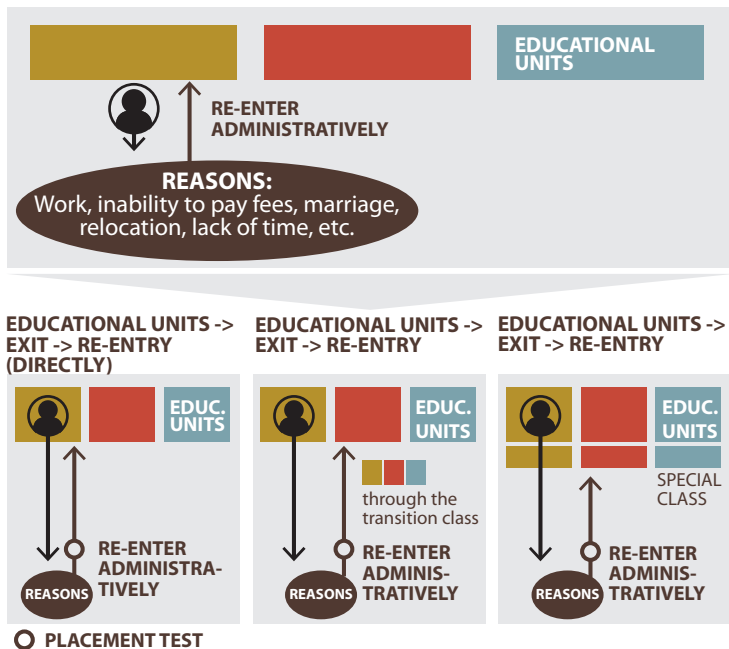 EDUCATIONAL
UNITS
RE-ENTER
ADMINISTRATIVELY
REASONS:
Work, inability to pay fees, marriage,
relocation, lack of time, etc.
EDUCATIONAL UNITS ->
EXIT -> RE-ENTRY
(DIRECTLY)
EDUC.
UNITS
RE-ENTER
ADMINISTRA-
TIVELY
REASONS
EDUCATIONAL UNITS ->
EXIT -> RE-ENTRY
EDUC.
UNITS
through the
transition class
RE-ENTER
ADMINIS-
TRATIVELY
REASONS
EDUCATIONAL UNITS ->
EXIT -> RE-ENTRY
EDUC.
UNITS
SPECIAL
CLASS
RE-ENTER
ADMINIS-
TRATIVELY
REASONS
PLACEMENT TEST